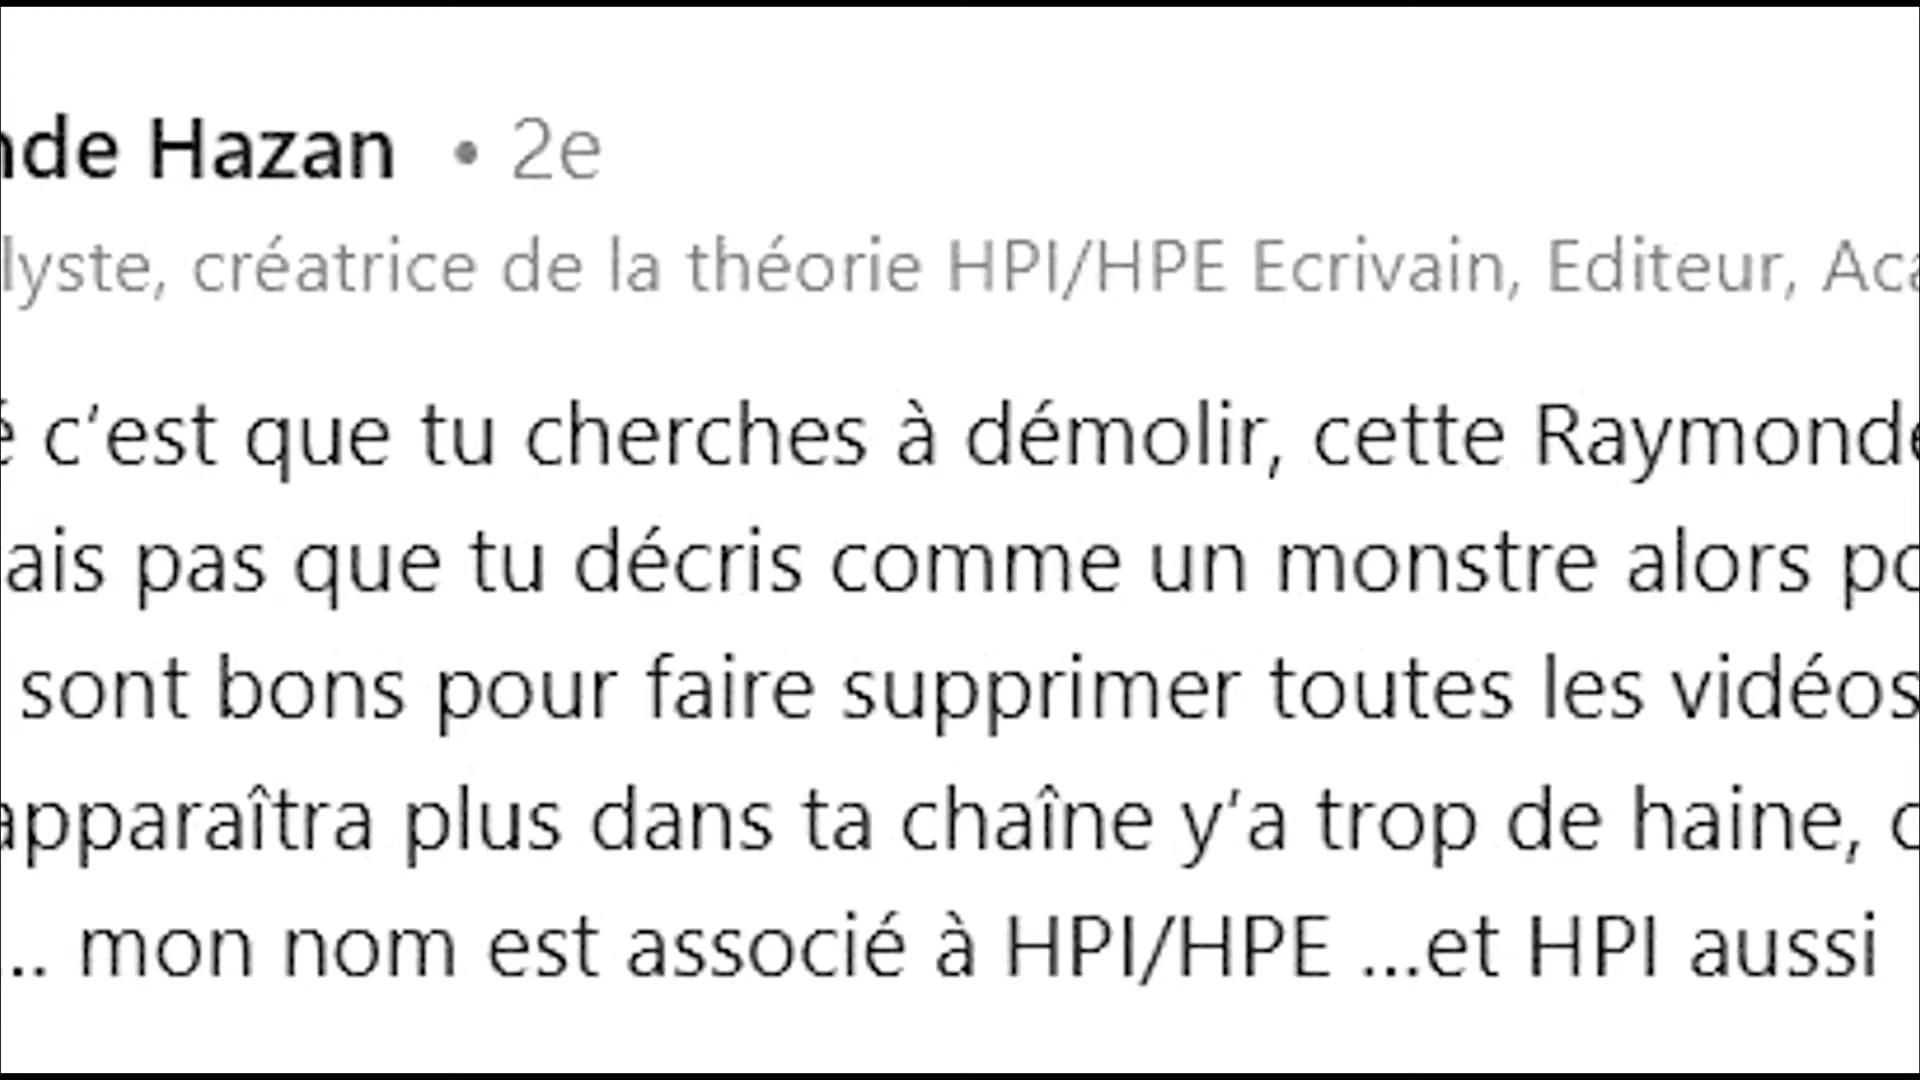 nde Hazan • 2e
lyste, créatrice de la théorie HPI/HPE Ecrivain, Editeur, Aca
é c'est que tu cherches à démolir, cette Raymonde
ais pas que tu décris comme un monstre alors po
sont bons pour faire supprimer toutes les vidéos
apparaîtra plus dans ta chaîne y'a trop de haine, c
.. mon nom est associé à HPI/HPE ...et HPI aussi